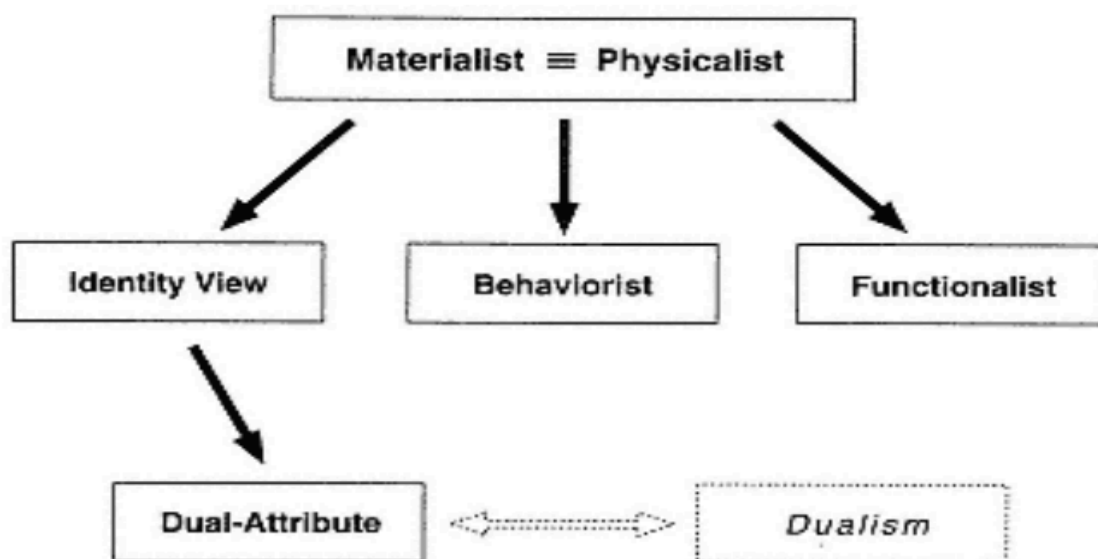 Materialist ≡ Physicalist
Identity View
Behaviorist
Functionalist
Dual-Attribute
Dualism